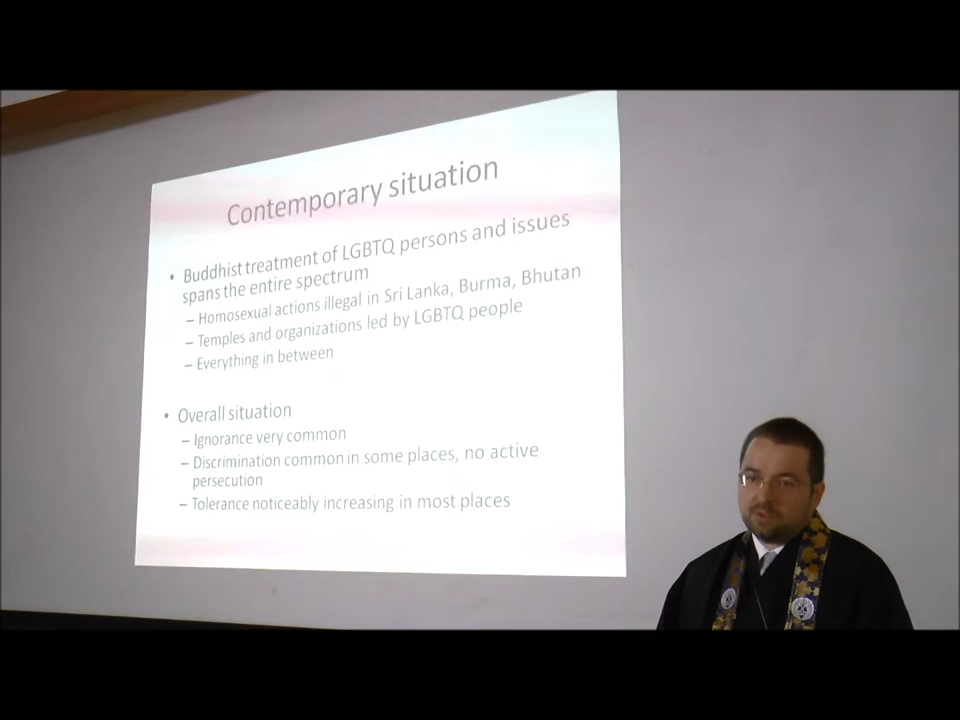 Contemporary situation
• Buddhist treatment of LGBTQ persons and issues
spans the entire spectrum
– Homosexual actions illegal in Sri Lanka, Burma, Bhutan
– Temples and organizations led by LGBTQ people
– Everything in between
• Overall situation
– Ignorance very common
– Discrimination common in some places, no active
persecution
– Tolerance noticeably increasing in most places